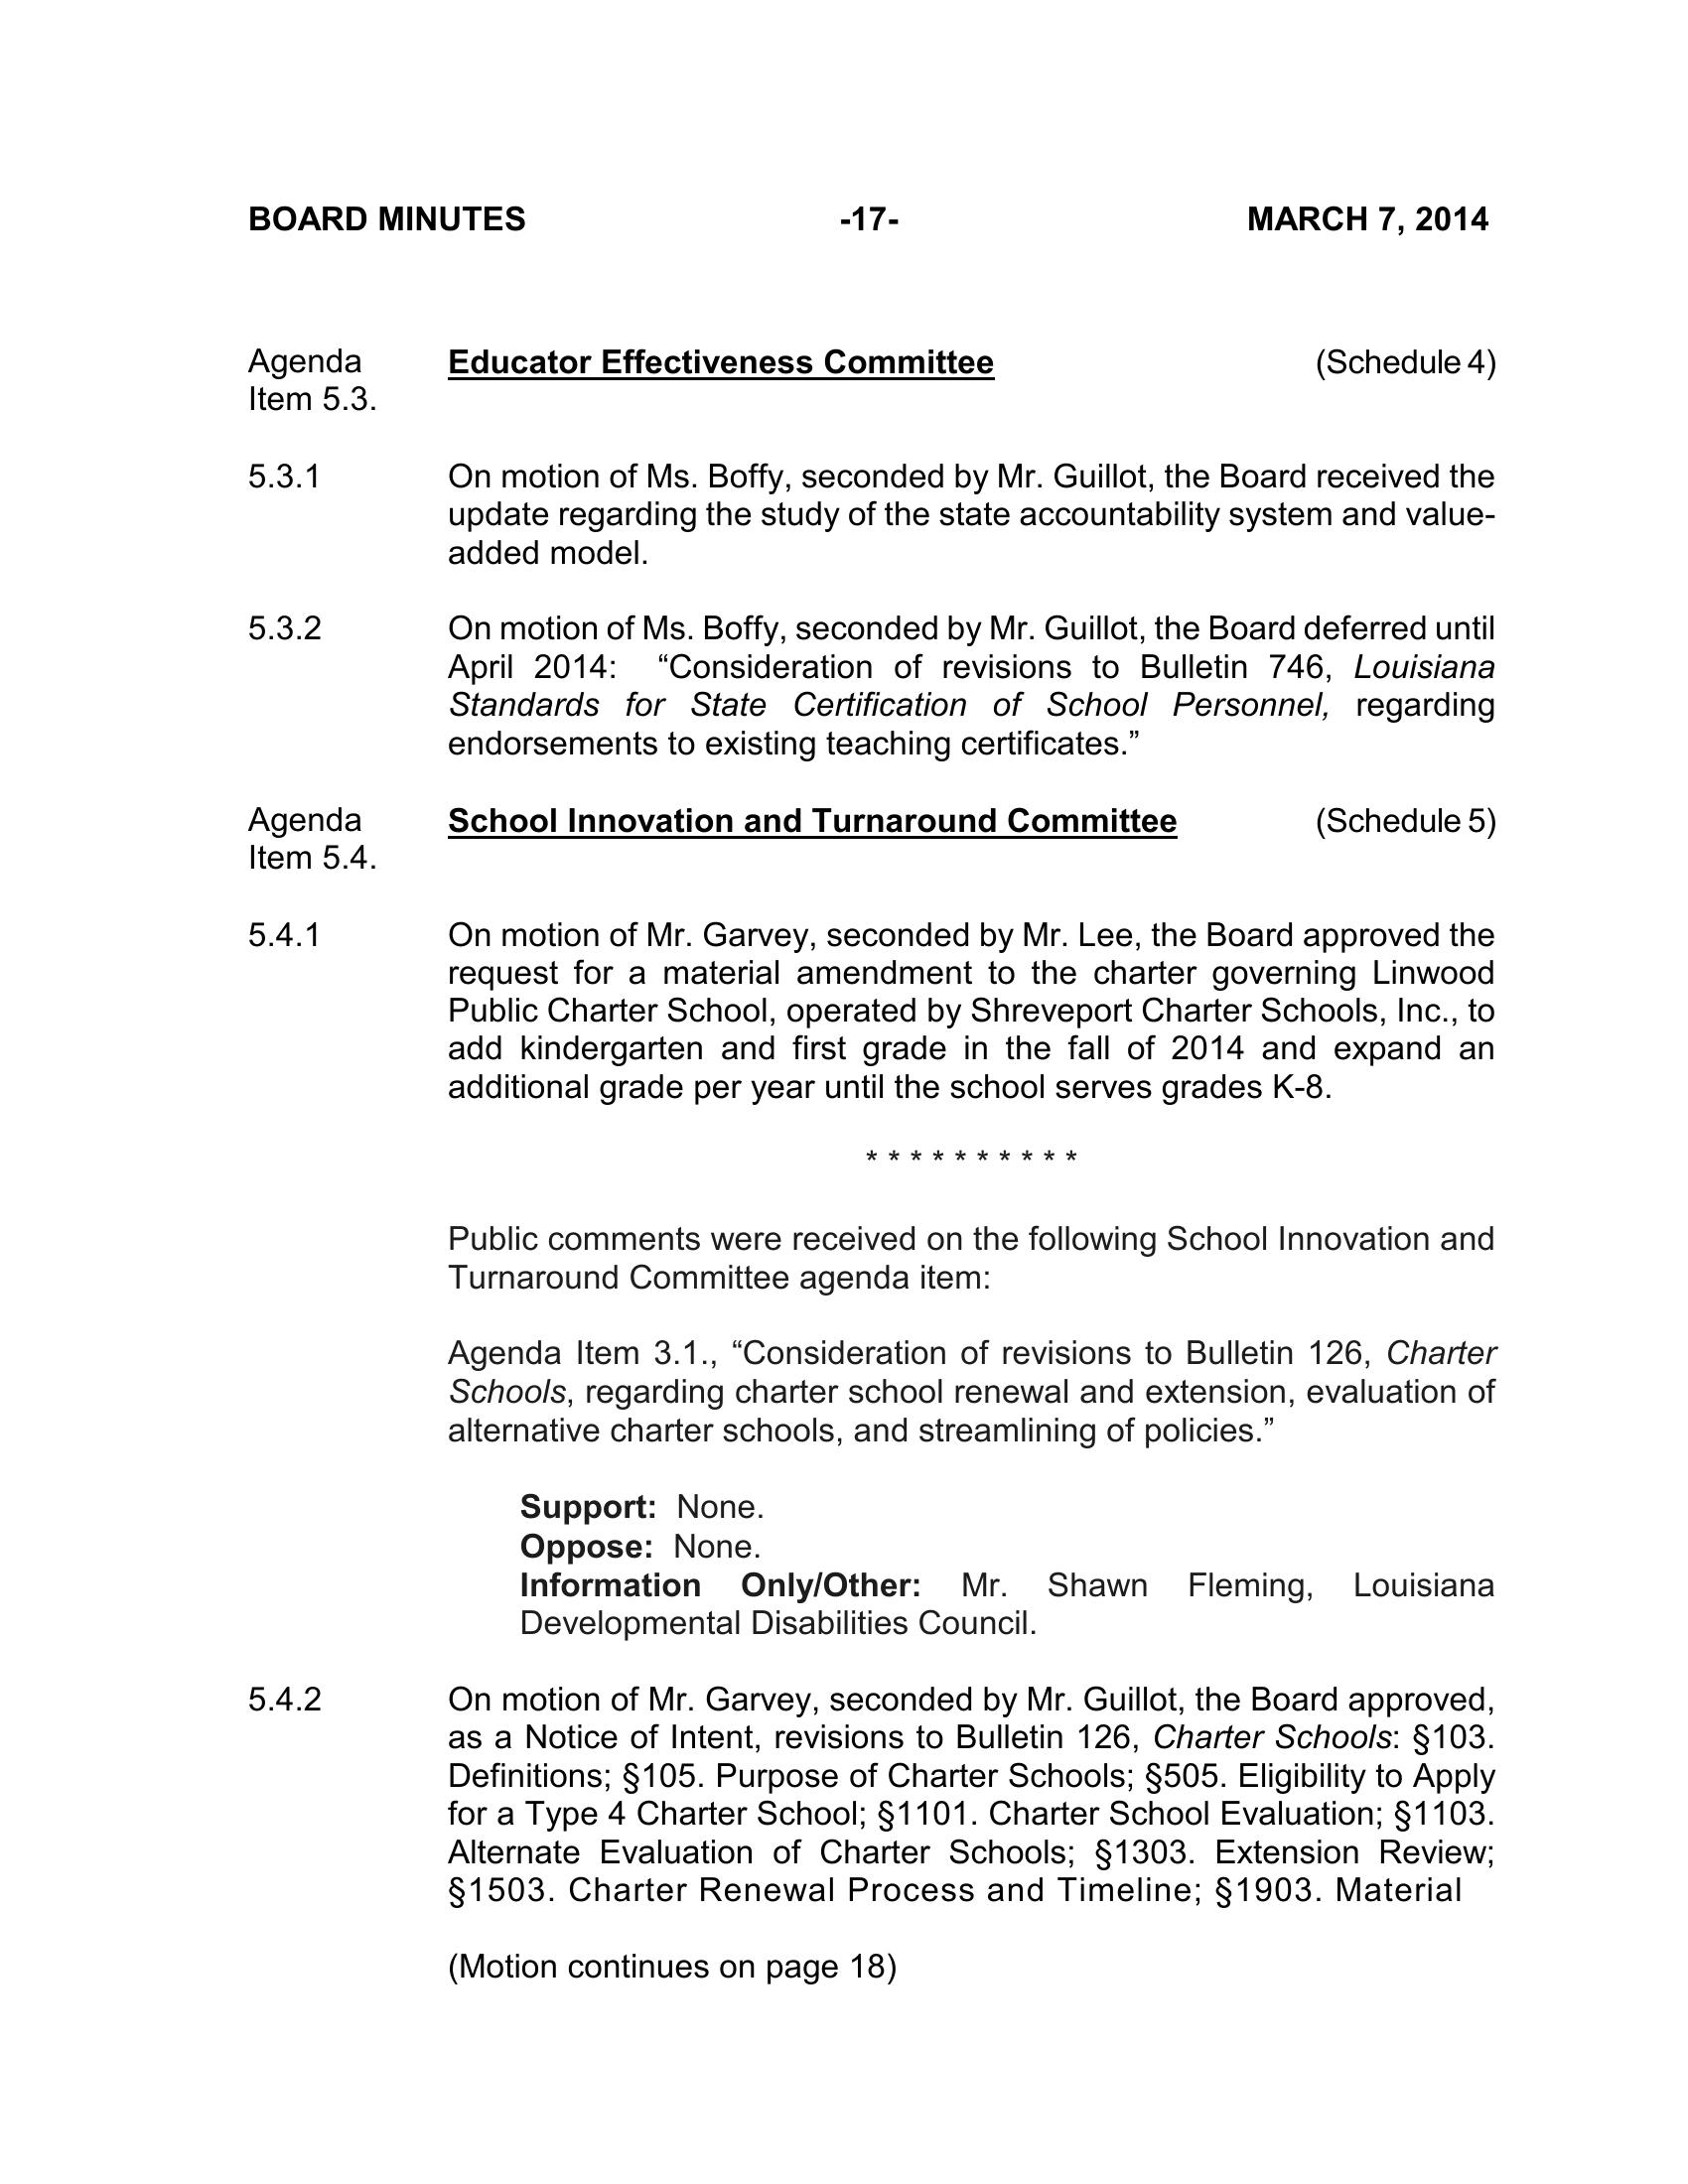 BOARD MINUTES -17- MARCH 7, 2014
Agenda Educator Effectiveness Committee (Schedule 4)
Item 5.3.
5.3.1 On motion of Ms. Boffy, seconded by Mr. Guillot, the Board received the
update regarding the study of the state accountability system and value-
added model.
5.3.2 On motion of Ms. Boffy, seconded by Mr. Guillot, the Board deferred until
April 2014: “Consideration of revisions to Bulletin 746, Louisiana
Standards for State Certification of School Personnel, regarding
endorsements to existing teaching certificates.”
Agenda School Innovation and Turnaround Committee (Schedule 5)
Item 5.4.
5.4.1 On motion of Mr. Garvey, seconded by Mr. Lee, the Board approved the
request for a material amendment to the charter governing Linwood
Public Charter School, operated by Shreveport Charter Schools, Inc., to
add kindergarten and first grade in the fall of 2014 and expand an
additional grade per year until the school serves grades K-8.
* * * * * * * * * *
Public comments were received on the following School Innovation and
Turnaround Committee agenda item:
Agenda Item 3.1., “Consideration of revisions to Bulletin 126, Charter
Schools, regarding charter school renewal and extension, evaluation of
alternative charter schools, and streamlining of policies.”
Support: None.
Oppose: None.
Information Only/Other: Mr. Shawn Fleming, Louisiana
Developmental Disabilities Council.
5.4.2 On motion of Mr. Garvey, seconded by Mr. Guillot, the Board approved,
as a Notice of Intent, revisions to Bulletin 126, Charter Schools: §103.
Definitions; §105. Purpose of Charter Schools; §505. Eligibility to Apply
for a Type 4 Charter School; §1101. Charter School Evaluation; §1103.
Alternate Evaluation of Charter Schools; §1303. Extension Review;
§1503. Charter Renewal Process and Timeline; §1903. Material
(Motion continues on page 18)